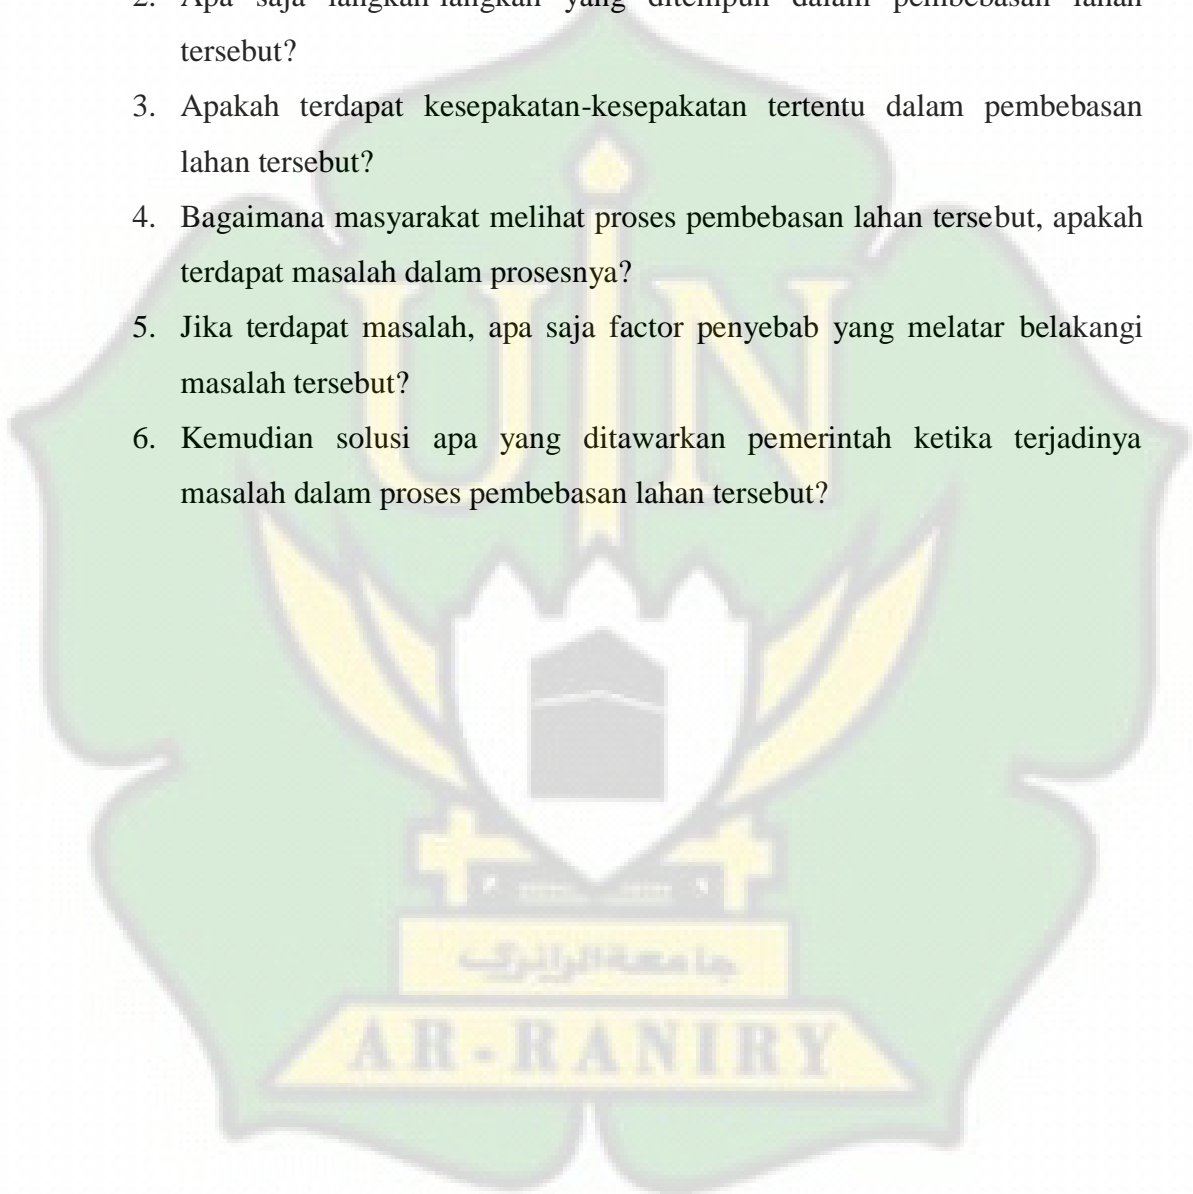 2. Apa saja langkah-langkah yang ditempuh dalam pembebasan lahan
tersebut?
3. Apakah terdapat kesepakatan-kesepakatan tertentu dalam pembebasan
lahan tersebut?
4. Bagaimana masyarakat melihat proses pembebasan lahan tersebut, apakah
terdapat masalah dalam prosesnya?
5. Jika terdapat masalah, apa saja factor penyebab yang melatar belakangi
masalah tersebut?
6. Kemudian solusi apa yang ditawarkan pemerintah ketika terjadinya
masalah dalam proses pembebasan lahan tersebut?
UIN
جامعة الرانري
AR-RANIRY